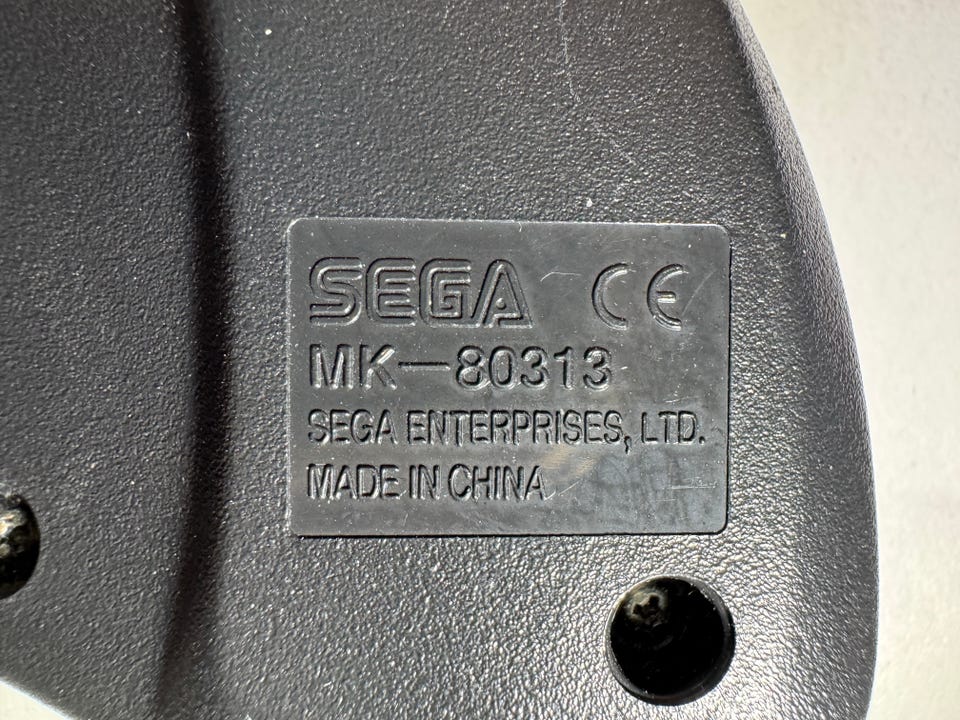 SEGA CE
MK-80313
SEGA ENTERPRISES, LTD.
MADE IN CHINA